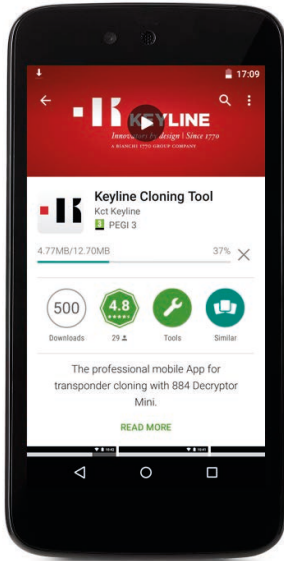 17:09
KEYLINE
Innovators by design | Since 1770
A BIANCHI 1770 GROUP COMPANY
Keyline Cloning Tool
Kct Keyline
3 PEGI 3
4.77MB/12.70MB 37%
500 4.8
Downloads 29 Tools Similar
The professional mobile App for
transponder cloning with 884 Decryptor
Mini.
READ MORE